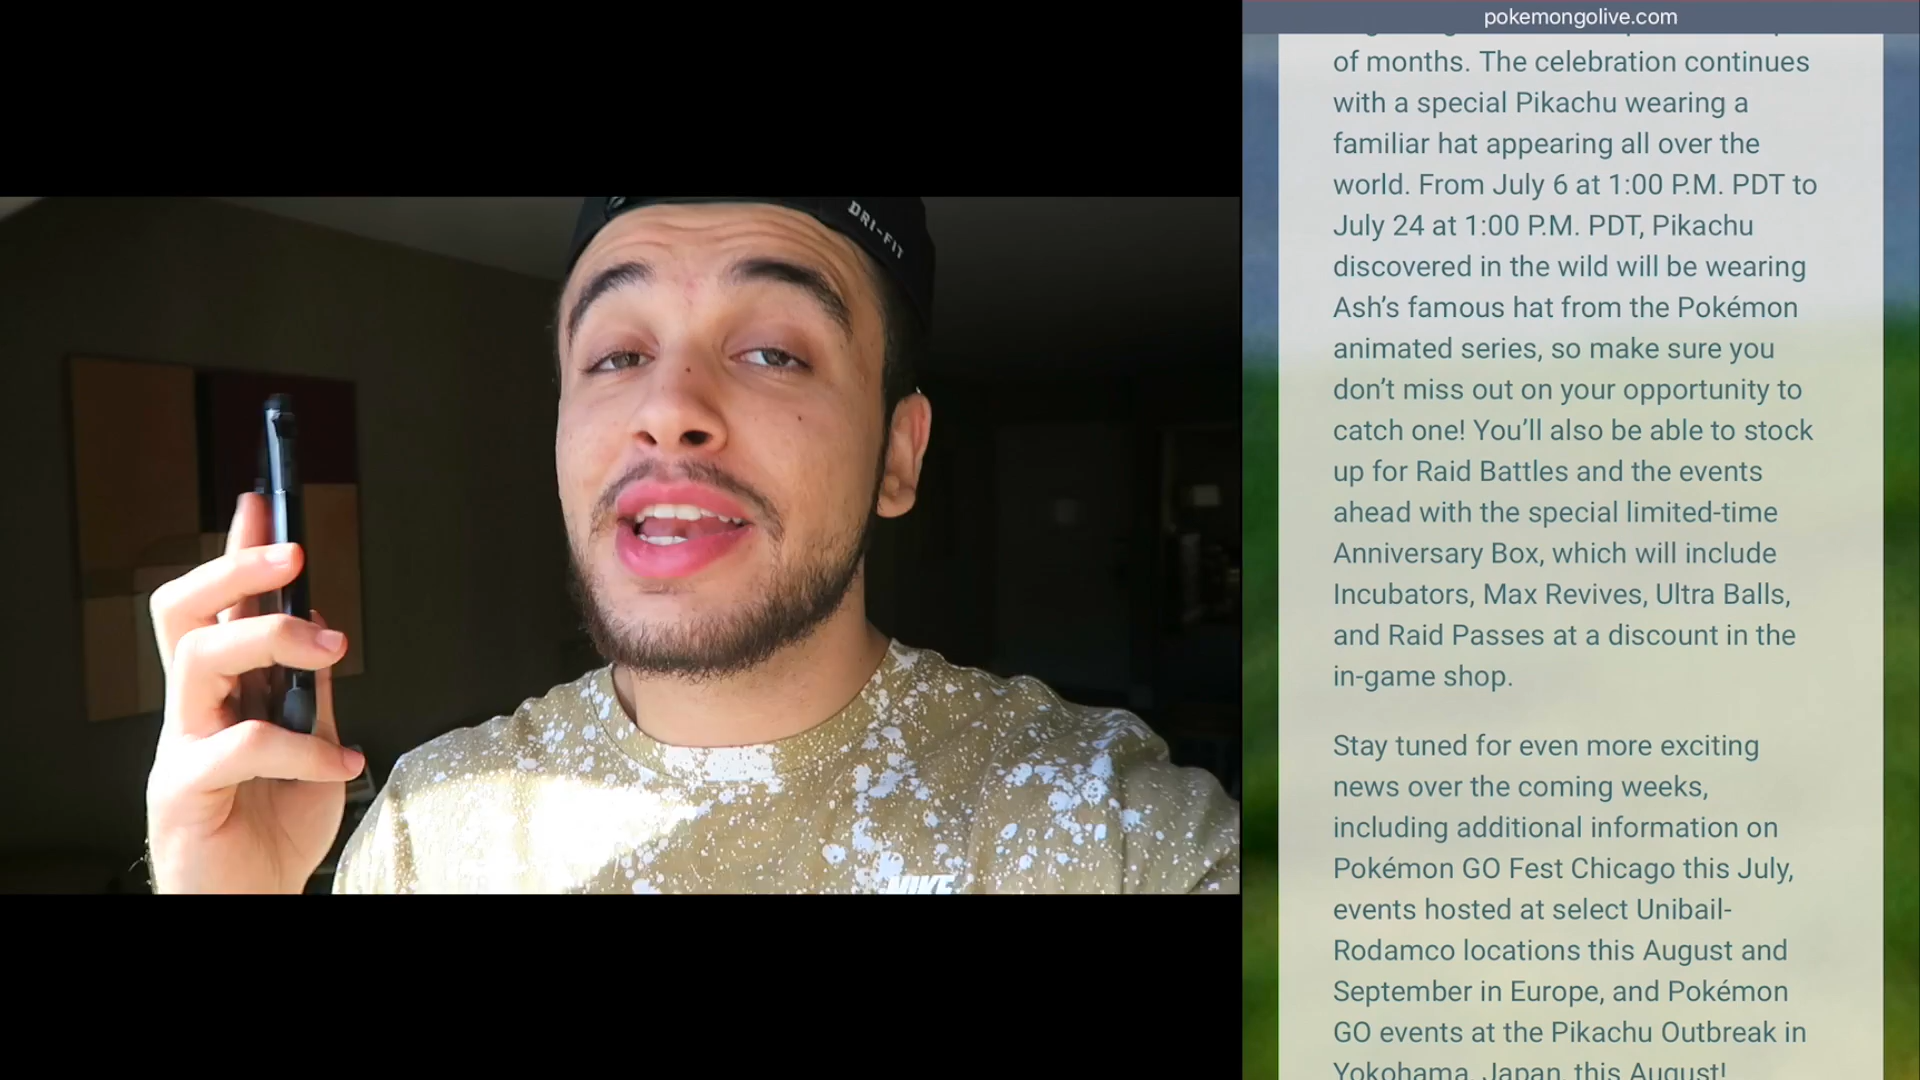 pokemongolive.com
of months. The celebration continues
with a special Pikachu wearing a
familiar hat appearing all over the
world. From July 6 at 1:00 P.M. PDT to
July 24 at 1:00 P.M. PDT, Pikachu
discovered in the wild will be wearing
Ash’s famous hat from the Pokémon
animated series, so make sure you
don’t miss out on your opportunity to
catch one! You’ll also be able to stock
up for Raid Battles and the events
ahead with the special limited-time
Anniversary Box, which will include
Incubators, Max Revives, Ultra Balls,
and Raid Passes at a discount in the
in-game shop.
Stay tuned for even more exciting
news over the coming weeks,
including additional information on
Pokémon GO Fest Chicago this July,
events hosted at select Unibail-
Rodamco locations this August and
September in Europe, and Pokémon
GO events at the Pikachu Outbreak in
Yokohama, Japan, this August!
DRI-FIT
NIKE